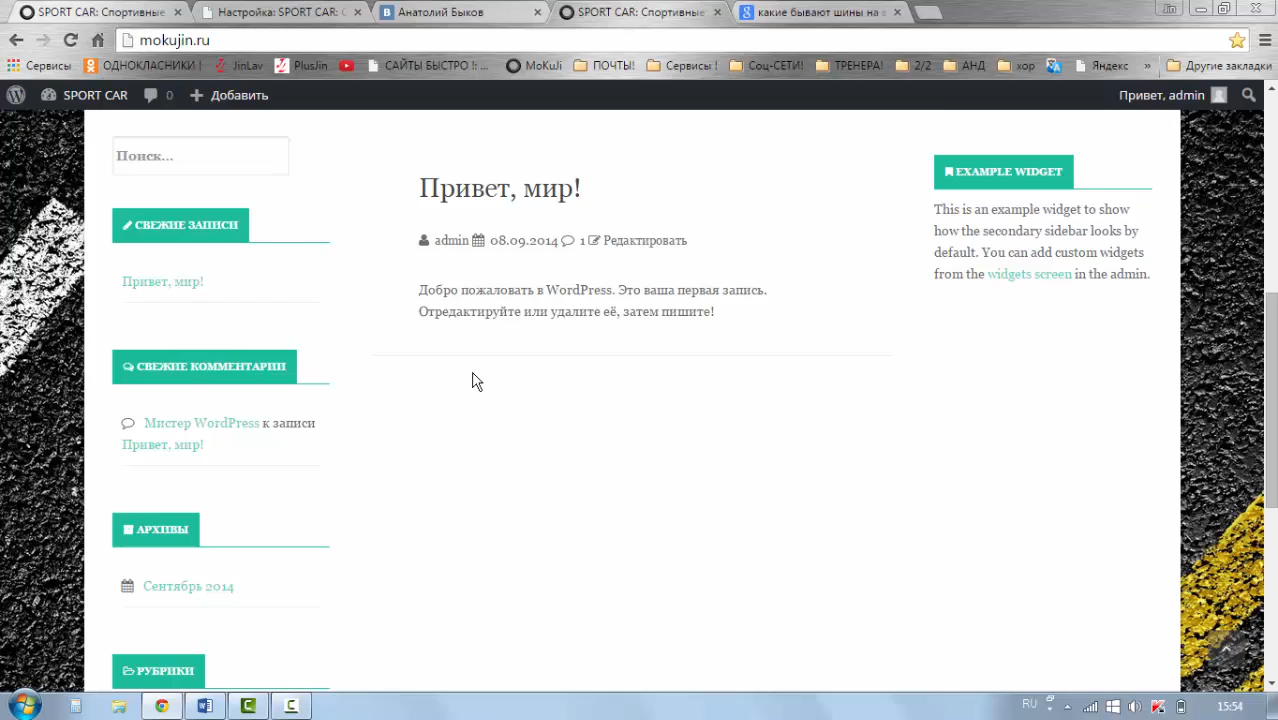 SPORT CAR: Спортивные
Настройка: SPORT CAR: С
Анатолий Быков
SPORT CAR: Спортивные
какие бывают шины на
mokujin.ru
Сервисы
ОДНОКЛАСНИКИ !
JinLav
PlusJin
САЙТЫ БЫСТРО !: ...
MoKuJi
ПОЧТЫ!
Сервисы !
Соц-СЕТИ!
ТРЕНЕРА!
2/2
АНД
хор
Яндекс
»
Другие закладки
SPORT CAR
0
Добавить
Привет, admin
Поиск...
СВЕЖИЕ ЗАПИСИ
Привет, мир!
СВЕЖИЕ КОММЕНТАРИИ
Мистер WordPress к записи
Привет, мир!
АРХИВЫ
Сентябрь 2014
РУБРИКИ
Привет, мир!
admin 08.09.2014 1 Редактировать
Добро пожаловать в WordPress. Это ваша первая запись.
Отредактируйте или удалите её, затем пишите!
EXAMPLE WIDGET
This is an example widget to show
how the secondary sidebar looks by
default. You can add custom widgets
from the widgets screen in the admin.
RU
15:54